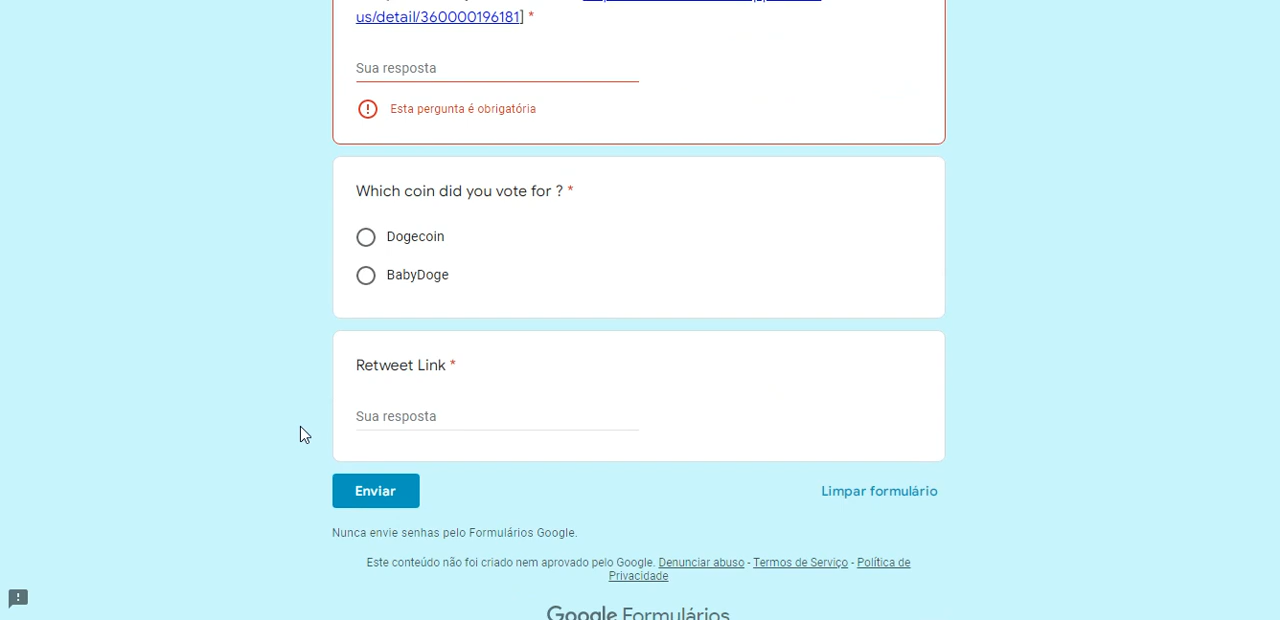 us/detail/360000196181] *
Sua resposta
Esta pergunta é obrigatória
Which coin did you vote for ? *
Dogecoin
BabyDoge
Retweet Link *
Sua resposta
Enviar
Limpar formulário
Nunca envie senhas pelo Formulários Google.
Este conteúdo não foi criado nem aprovado pelo Google. Denunciar abuso - Termos de Serviço - Política de
Privacidade
Google Formulários